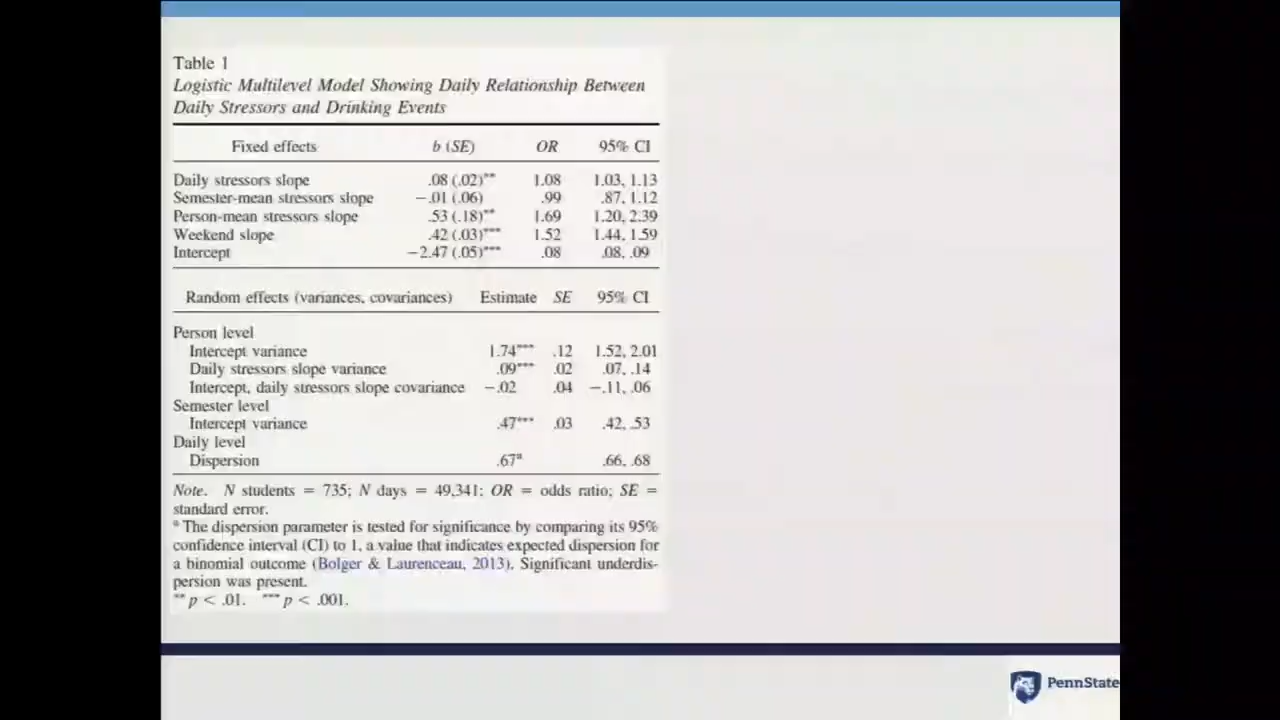 Table 1
Logistic Multilevel Model Showing Daily Relationship Between
Daily Stressors and Drinking Events
Fixed effects b (SE) OR 95% CI
Daily stressors slope .08 (.02)** 1.08 1.03, 1.13
Semester-mean stressors slope −.01 (.06) .99 .87, 1.12
Person-mean stressors slope .53 (.18)** 1.69 1.20, 2.39
Weekend slope .42 (.03)*** 1.52 1.44, 1.59
Intercept −2.47 (.05)*** .08 .08, .09
Random effects (variances, covariances) Estimate SE 95% CI
Person level
Intercept variance 1.74*** .12 1.52, 2.01
Daily stressors slope variance .09*** .02 .07, .14
Intercept, daily stressors slope covariance −.02 .04 −.11, .06
Semester level
Intercept variance .47*** .03 .42, .53
Daily level
Dispersion .67ª .66, .68
Note. N students = 735; N days = 49,341; OR = odds ratio; SE =
standard error.
ª The dispersion parameter is tested for significance by comparing its 95%
confidence interval (CI) to 1, a value that indicates expected dispersion for
a binomial outcome (Bolger & Laurenceau, 2013). Significant underdis-
persion was present.
** p < .01. *** p < .001.
PennState